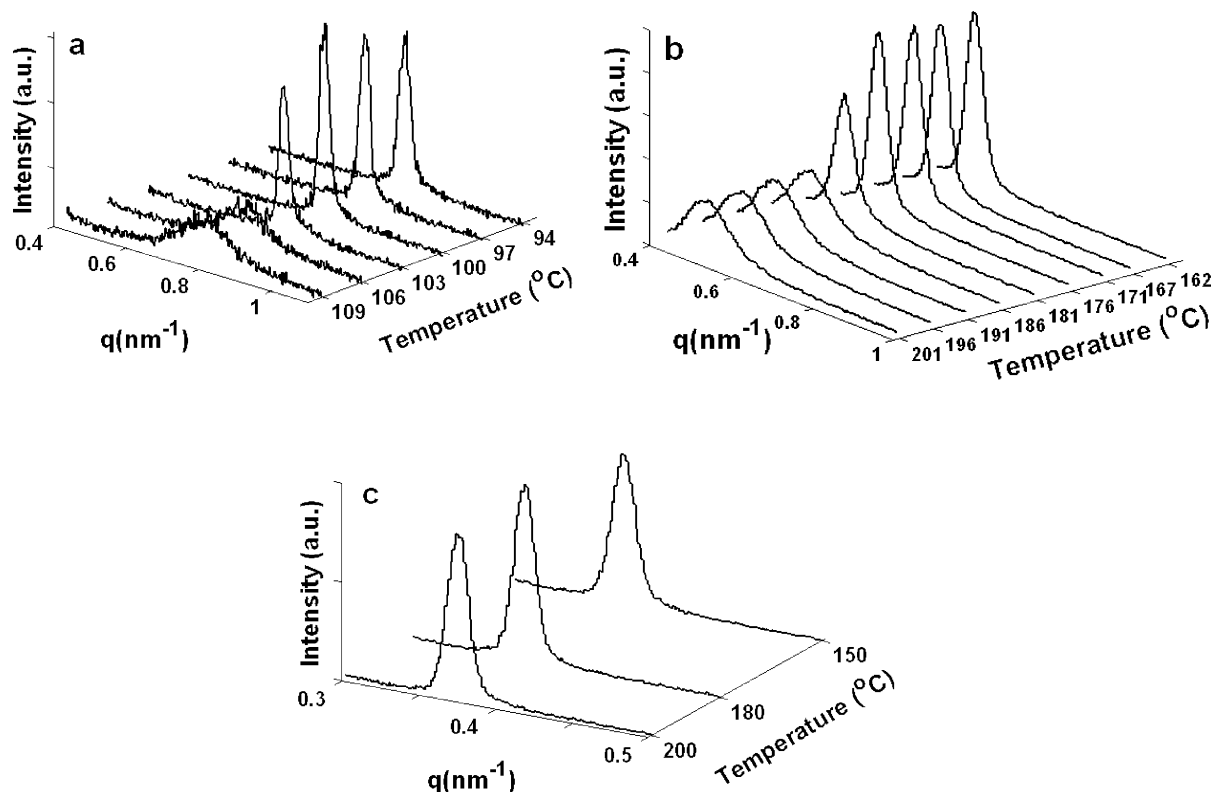 a
Intensity (a.u.)
0.4
0.6
0.8
1
q(nm⁻¹)
109
106
103
100
97
94
Temperature (°C)
b
Intensity (a.u.)
0.4
0.6
0.8
1
q(nm⁻¹)
201
196
191
186
181
176
171
167
162
Temperature (°C)
c
Intensity (a.u.)
0.3
0.4
0.5
q(nm⁻¹)
200
180
150
Temperature (°C)